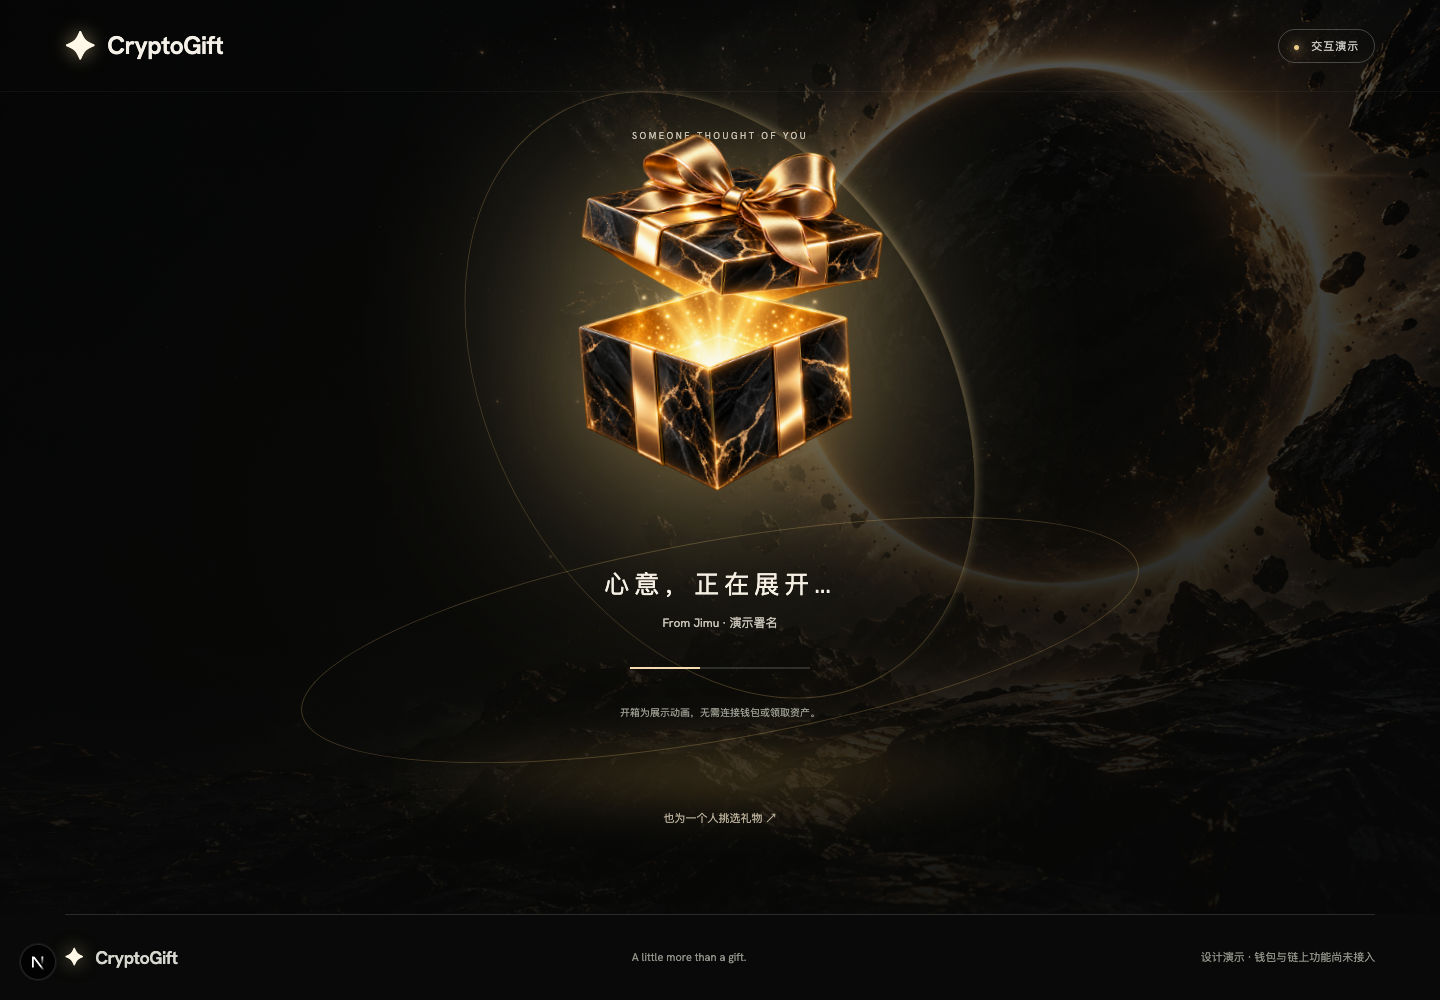 CryptoGift
交互演示
SOMEONE THOUGHT OF YOU
心意，正在展开…
From Jimu · 演示署名
开箱为展示动画，无需连接钱包或领取资产。
也为一个人挑选礼物 ↗
N
CryptoGift
A little more than a gift.
设计演示 · 钱包与链上功能尚未接入